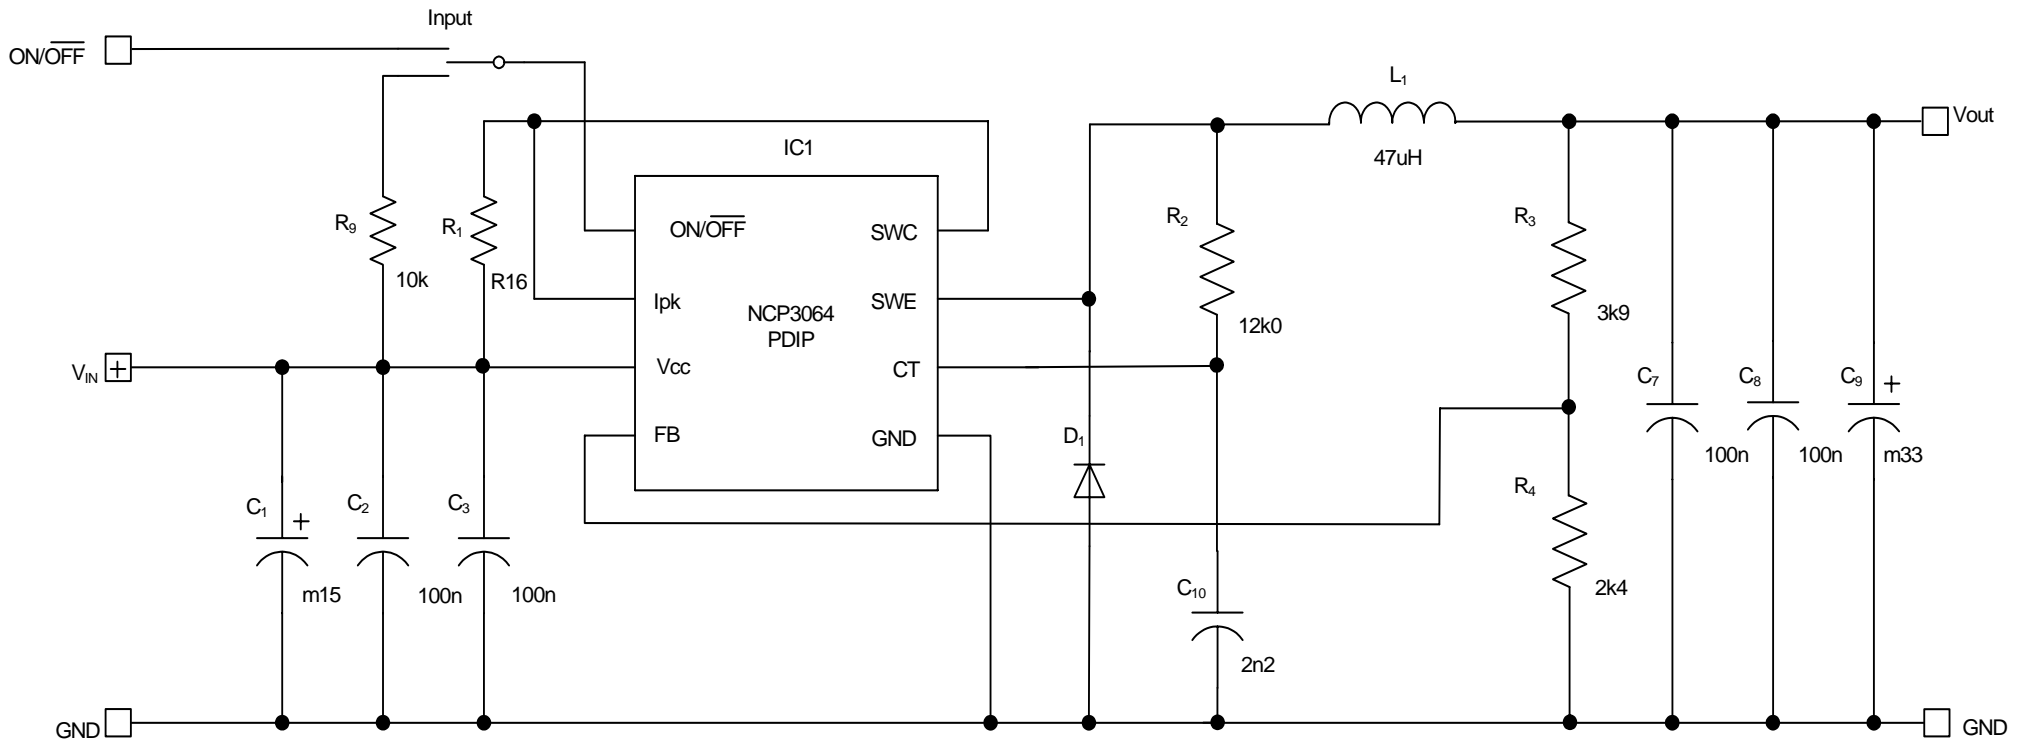 Input
ON/OFF
L₁
Vout
IC1
47uH
R₉
R₁
ON/OFF
SWC
R₂
R₃
10k
R16
Ipk
SWE
NCP3064
PDIP
12k0
3k9
V_IN +
Vcc
CT
C₇
C₈
C₉ +
FB
GND
D₁
100n
100n
m33
C₁ +
C₂
C₃
R₄
m15
100n
100n
C₁₀
2k4
2n2
GND
GND